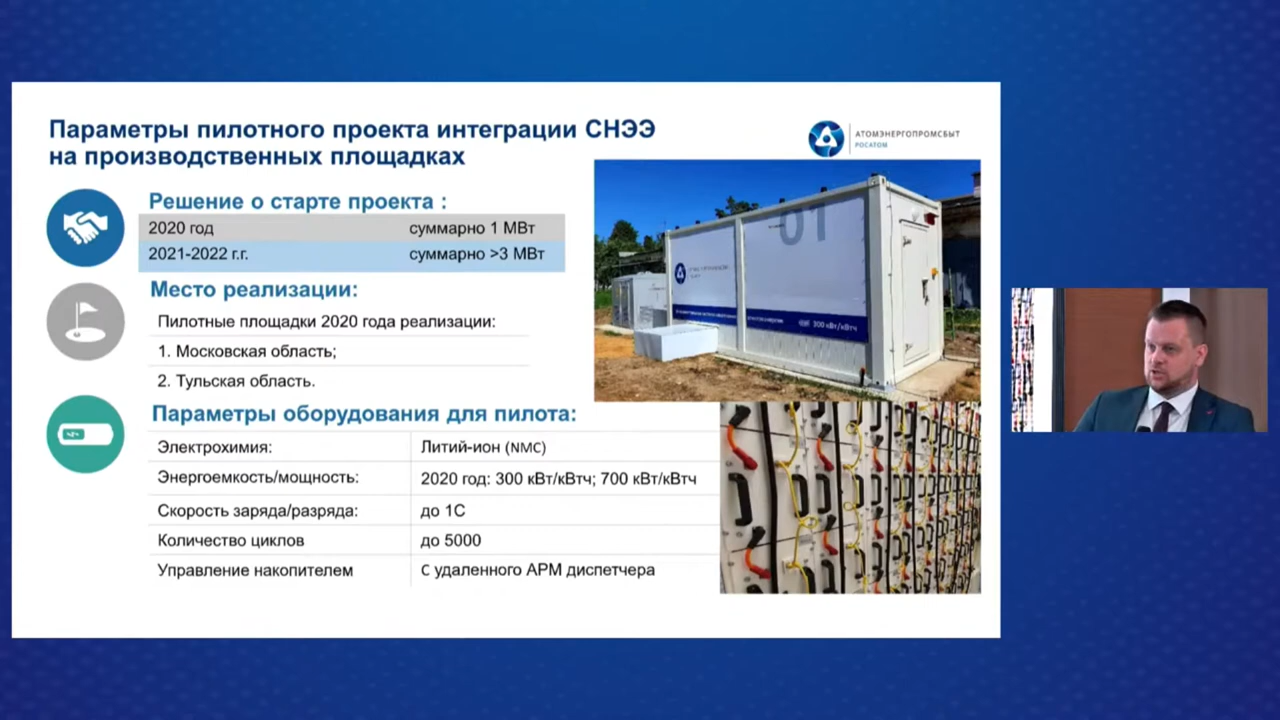 Параметры пилотного проекта интеграции СНЭЭ
на производственных площадках
АТОМЭНЕРГОПРОМСБЫТ
РОСАТОМ
Решение о старте проекта :
2020 год суммарно 1 МВт
2021-2022 г.г. суммарно >3 МВт
Место реализации:
Пилотные площадки 2020 года реализации:
1. Московская область;
2. Тульская область.
01
300 кВт/кВтч
Параметры оборудования для пилота:
Электрохимия: Литий-ион (NMC)
Энергоемкость/мощность: 2020 год: 300 кВт/кВтч; 700 кВт/кВтч
Скорость заряда/разряда: до 1С
Количество циклов до 5000
Управление накопителем С удаленного АРМ диспетчера